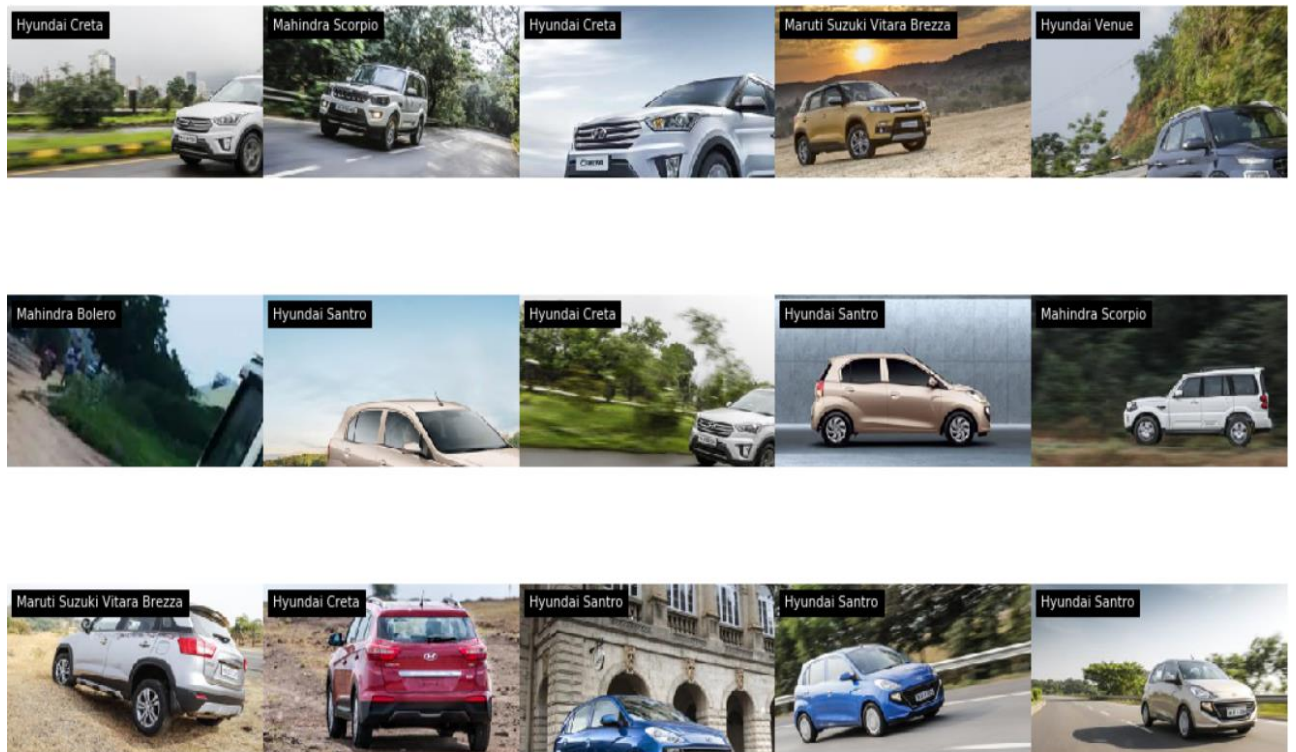 Hyundai Creta
Mahindra Scorpio
Hyundai Creta
Maruti Suzuki Vitara Brezza
Hyundai Venue
Mahindra Bolero
Hyundai Santro
Hyundai Creta
Hyundai Santro
Mahindra Scorpio
Maruti Suzuki Vitara Brezza
Hyundai Creta
Hyundai Santro
Hyundai Santro
Hyundai Santro